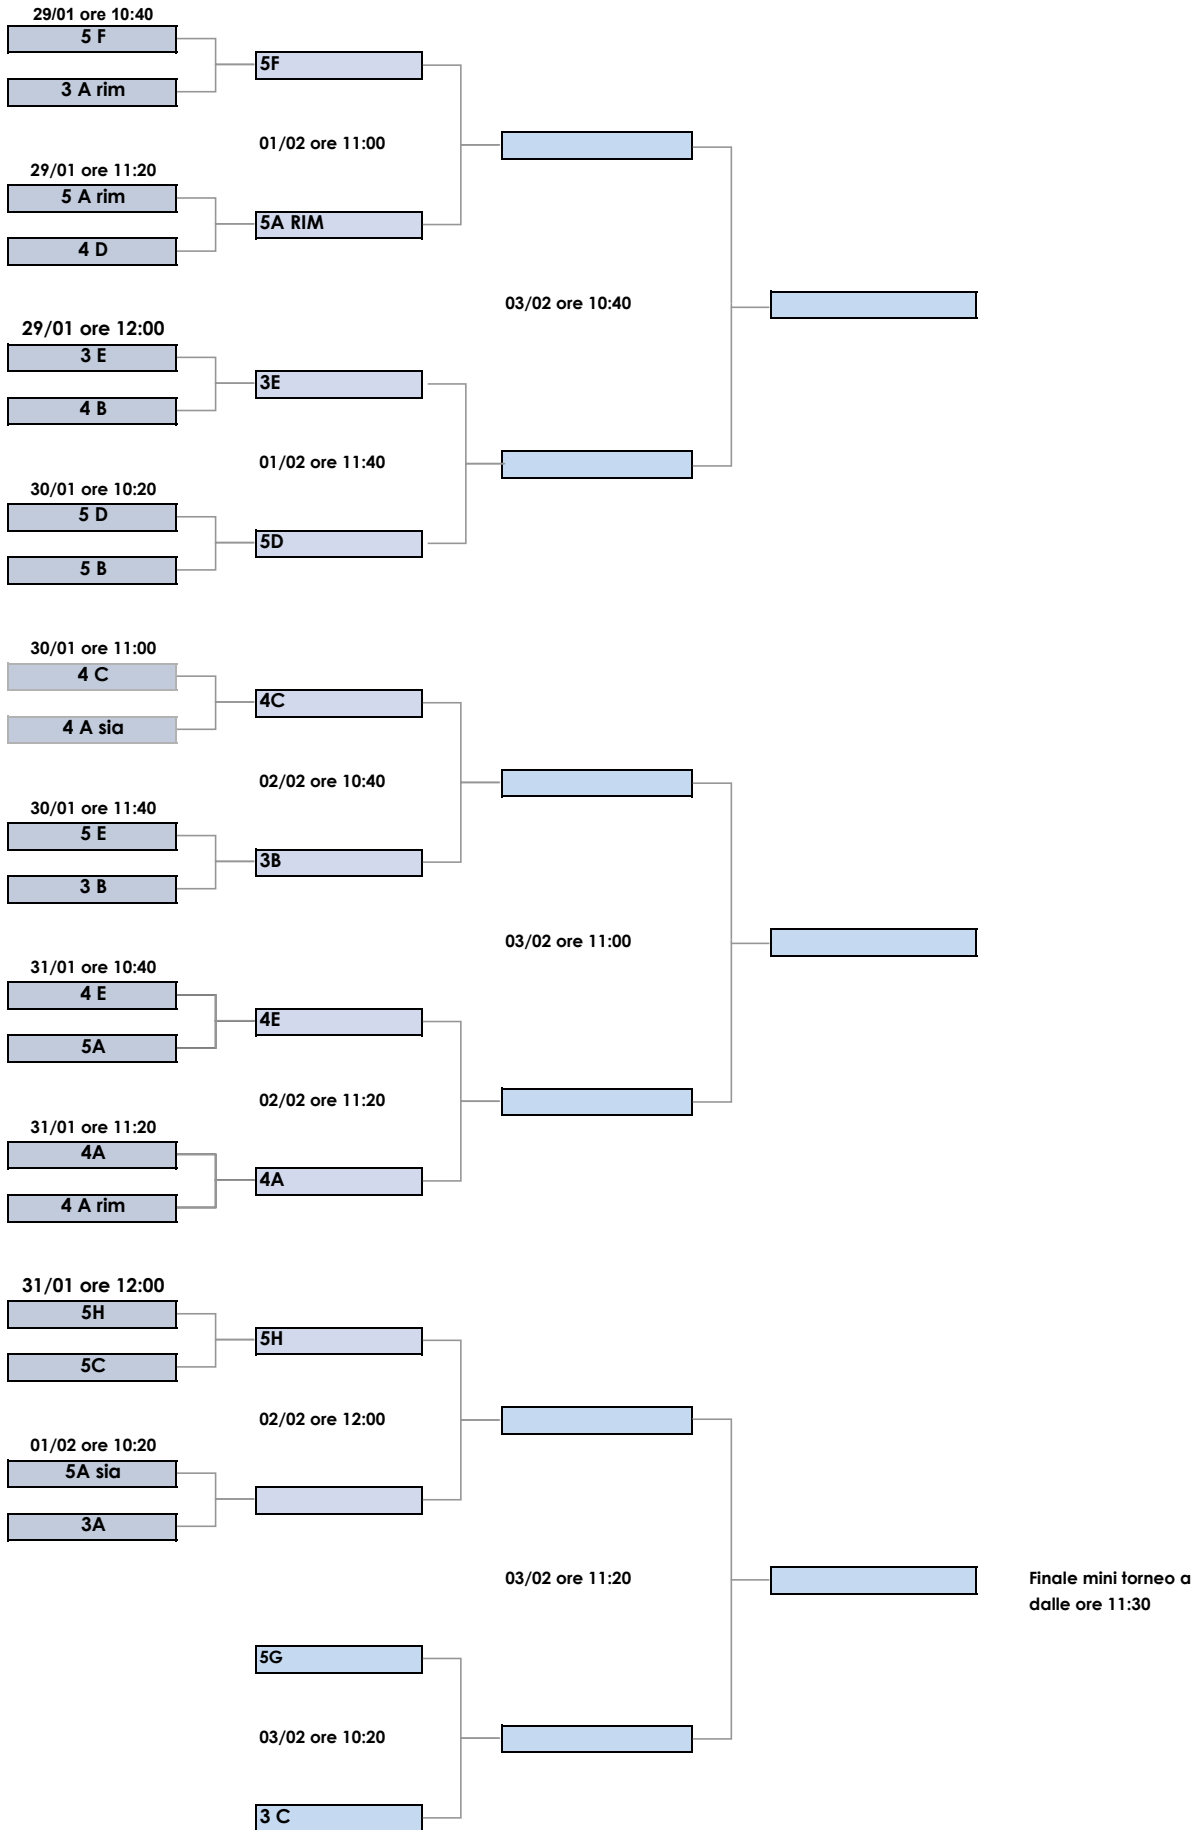 29/01 ore 10:40
5 F
5F
3 A rim
01/02 ore 11:00
29/01 ore 11:20
5 A rim
5A RIM
4 D
03/02 ore 10:40
29/01 ore 12:00
3 E
3E
4 B
01/02 ore 11:40
30/01 ore 10:20
5 D
5D
5 B
30/01 ore 11:00
4 C
4C
4 A sia
02/02 ore 10:40
30/01 ore 11:40
5 E
3B
3 B
03/02 ore 11:00
31/01 ore 10:40
4 E
4E
5A
02/02 ore 11:20
31/01 ore 11:20
4A
4A
4 A rim
31/01 ore 12:00
5H
5H
5C
02/02 ore 12:00
01/02 ore 10:20
5A sia
3A
03/02 ore 11:20
Finale mini torneo a
dalle ore 11:30
5G
03/02 ore 10:20
3 C